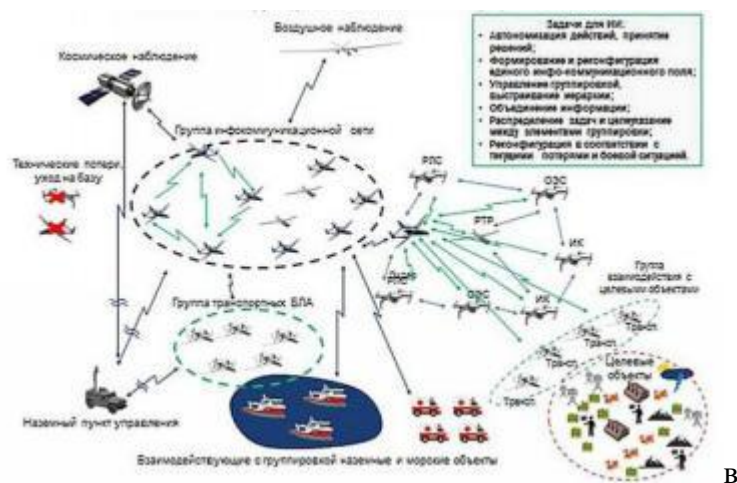 Воздушное наблюдение
Космическое наблюдение
Задачи для ИИ:
• Автономизация действий, принятие
решений;
• Формирование и реконфигурация
единого инфо-коммуникационного поля;
• Управление группировкой,
выстраивание иерархии;
• Объединение информации;
• Распределение задач и целеуказание
между элементами группировки;
• Реконфигурация в соответствии с
текущими потерями и боевой ситуацией.
Группа инфокоммуникационной сети
Технические потери,
уход на базу
РЛС
ОЭС
РТР
ИК
Группа
взаимодействия с
целевыми объектами
Лидер
РЛС
ОЭС
ИК
Группа транспортных БЛА
Трансп.
Трансп.
Трансп.
Трансп.
Трансп.
Целевые
объекты
Наземный пункт управления
Взаимодействующие с группировкой наземные и морские объекты
В